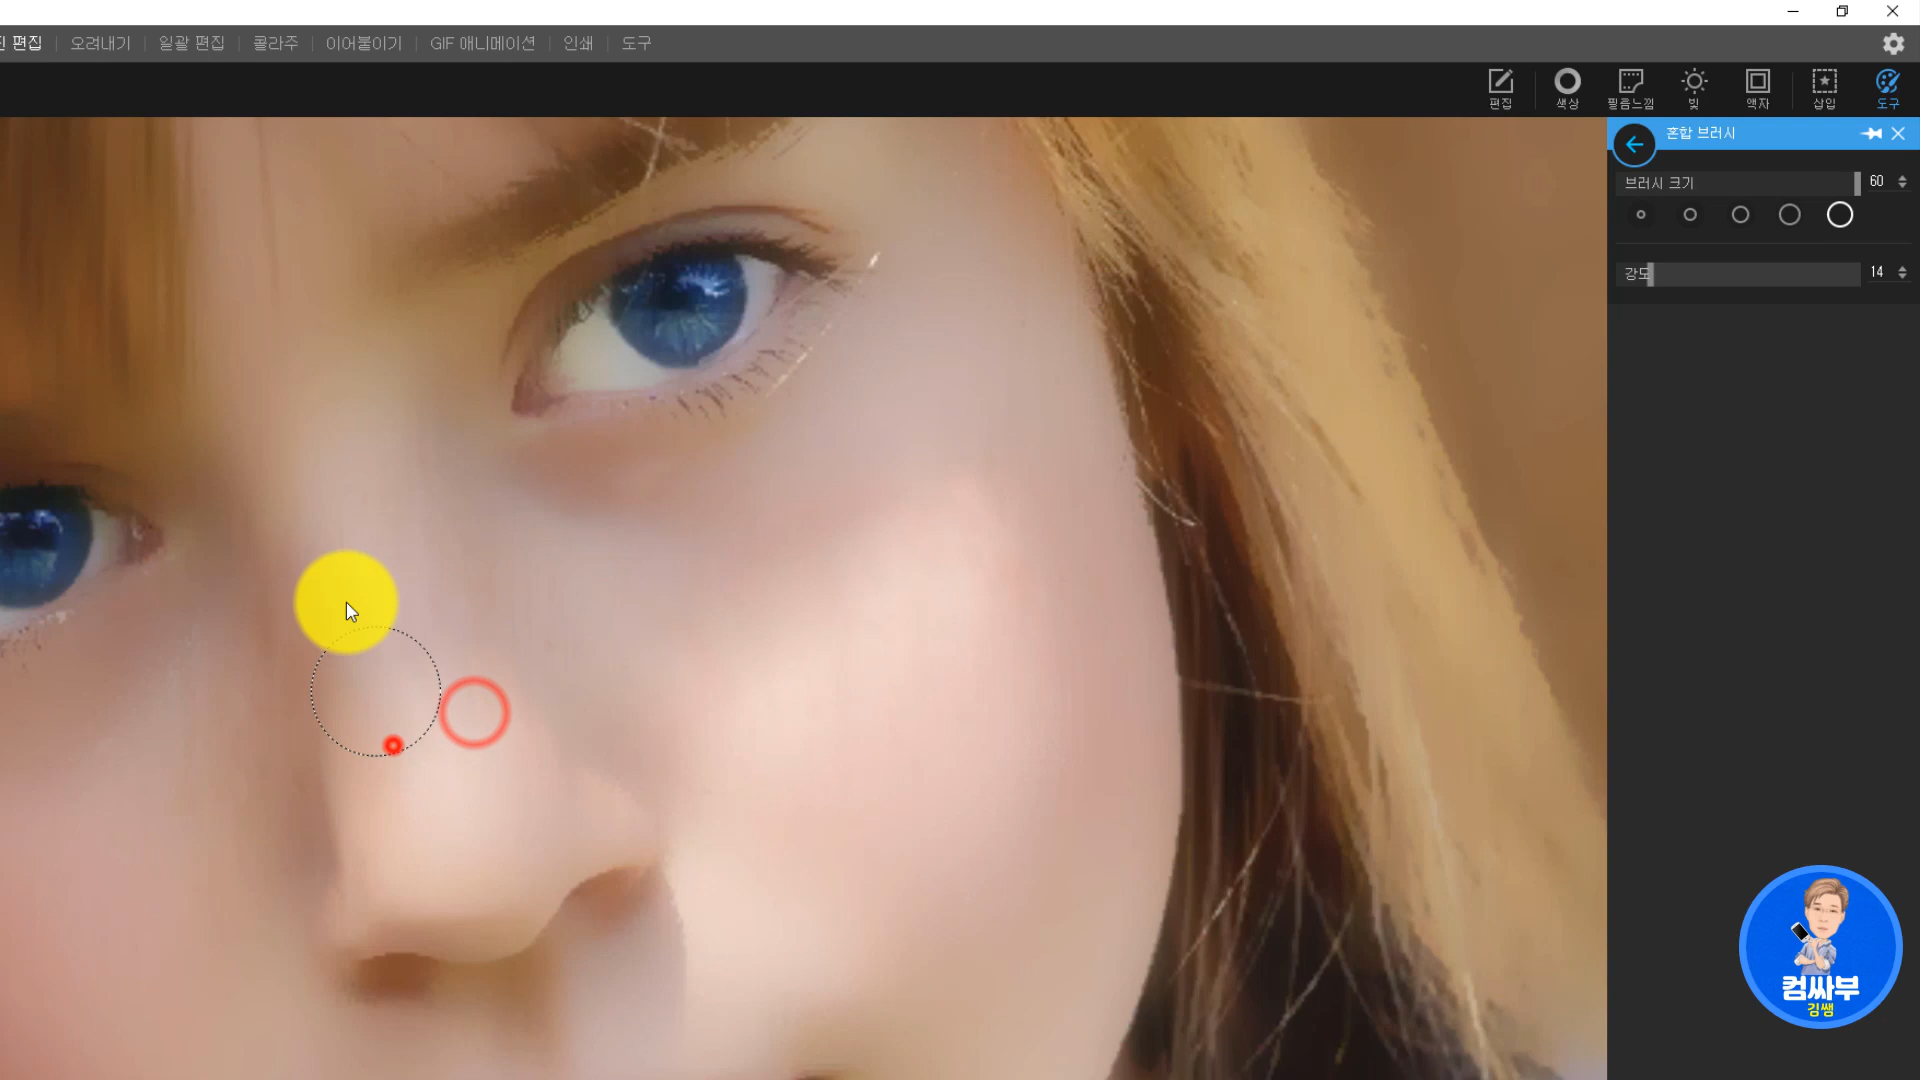 편집 오려내기 일괄 편집 콜라주 이어붙이기 GIF 애니메이션 인쇄 도구
편집 색상 필름느낌 빛 액자 삽입 도구
혼합 브러시
브러시 크기 60
강도 14
컴싸부
김쌤